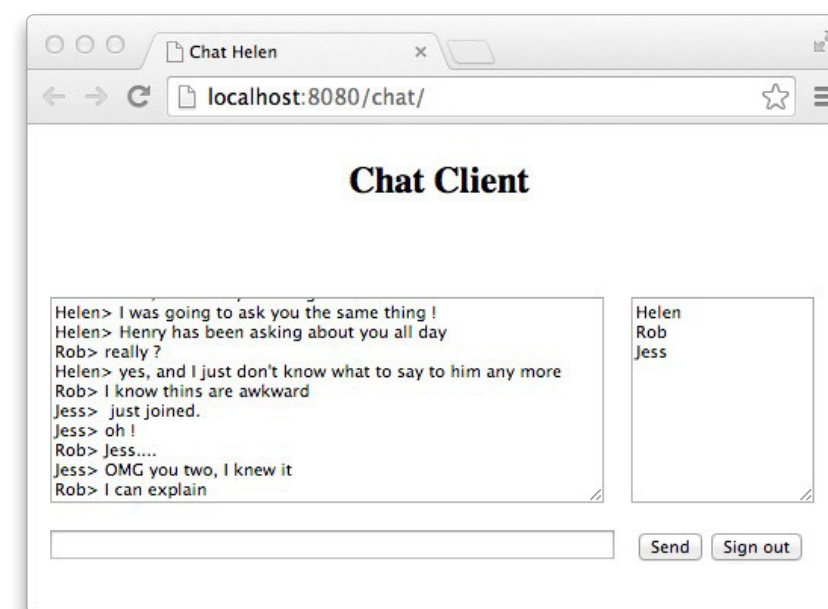 Chat Helen
localhost:8080/chat/
Chat Client
Helen> I was going to ask you the same thing !
Helen> Henry has been asking about you all day
Rob> really ?
Helen> yes, and I just don't know what to say to him any more
Rob> I know thins are awkward
Jess>  just joined.
Jess> oh !
Rob> Jess....
Jess> OMG you two, I knew it
Rob> I can explain
Helen
Rob
Jess
Send
Sign out